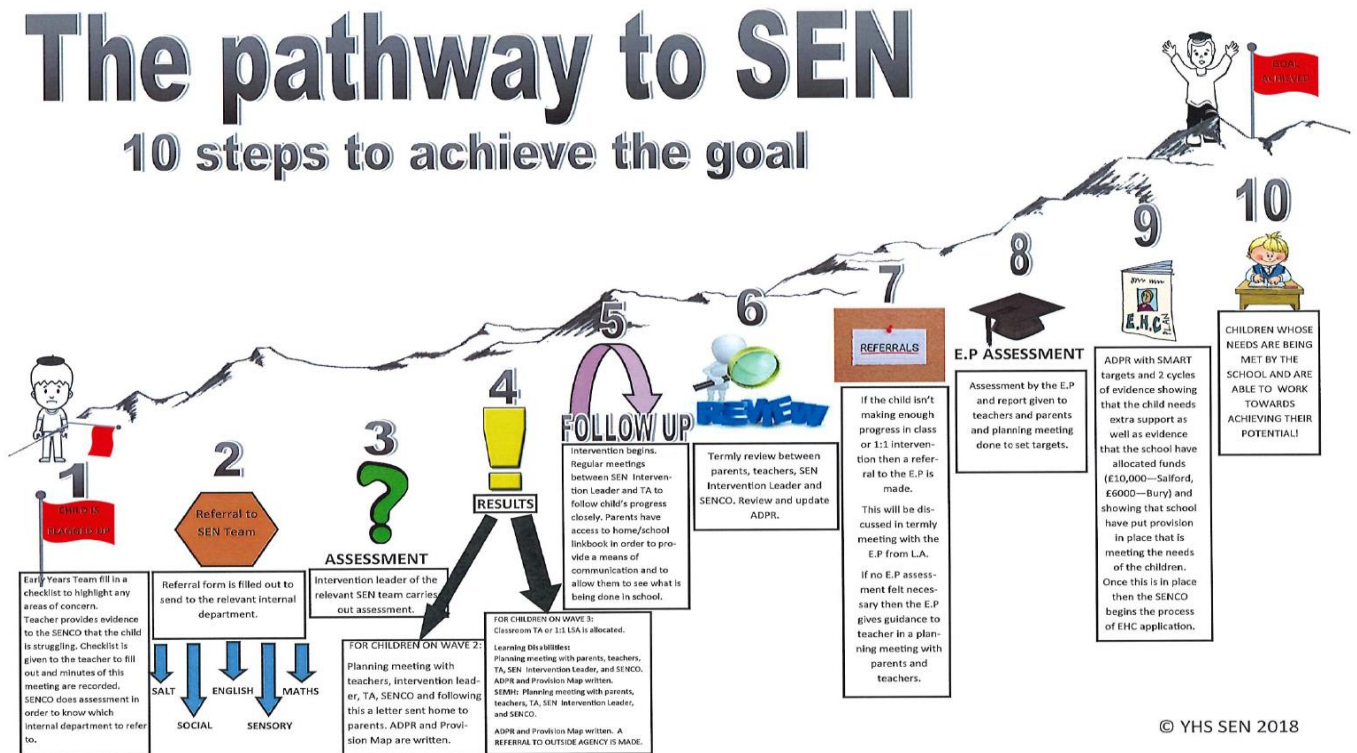 The pathway to SEN
10 steps to achieve the goal
GOAL
ACHIEVED
1
CHILD IS
FLAGGED UP
Early Years Team fill in a
checklist to highlight any
areas of concern.
Teacher provides evidence
to the SENCO that the child
is struggling. Checklist is
given to the teacher to fill
out and minutes of this
meeting are recorded.
SENCO does assessment in
order to know which
internal department to refer
to.
2
Referral to
SEN Team
Referral form is filled out to
send to the relevant internal
department.
SALT
SOCIAL
ENGLISH
SENSORY
MATHS
3
ASSESSMENT
Intervention leader of the
relevant SEN team carries
out assessment.
4
RESULTS
FOR CHILDREN ON WAVE 2:
Planning meeting with
teachers, intervention lead-
er, TA, SENCO and following
this a letter sent home to
parents. ADPR and Provi-
sion Map are written.
FOR CHILDREN ON WAVE 3:
Classroom TA or 1:1 LSA is allocated.
Learning Disabilities:
Planning meeting with parents, teachers,
TA, SEN Intervention Leader, and SENCO.
ADPR and Provision Map written.
SEMH: Planning meeting with parents,
teachers, TA, SEN Intervention Leader,
and SENCO.
ADPR and Provision Map written. A
REFERRAL TO OUTSIDE AGENCY IS MADE.
5
FOLLOW UP
Intervention begins.
Regular meetings
between SEN Interven-
tion Leader and TA to
follow child's progress
closely. Parents have
access to home/school
linkbook in order to pro-
vide a means of
communication and to
allow them to see what is
being done in school.
6
REVIEW
Termly review between
parents, teachers, SEN
Intervention Leader and
SENCO. Review and update
ADPR.
7
REFERRALS
If the child isn't
making enough
progress in class
or 1:1 interven-
tion then a refer-
ral to the E.P is
made.
This will be dis-
cussed in termly
meeting with the
E.P from L.A.
If no E.P assess-
ment felt neces-
sary then the E.P
gives guidance to
teacher in a plan-
ning meeting with
parents and
teachers.
8
E.P ASSESSMENT
Assessment by the E.P
and report given to
teachers and parents
and planning meeting
done to set targets.
9
E.H.C
PLAN
ADPR with SMART
targets and 2 cycles
of evidence showing
that the child needs
extra support as
well as evidence
that the school have
allocated funds
(£10,000—Salford,
£6000—Bury) and
showing that school
have put provision
in place that is
meeting the needs
of the children.
Once this is in place
then the SENCO
begins the process
of EHC application.
10
CHILDREN WHOSE
NEEDS ARE BEING
MET BY THE
SCHOOL AND ARE
ABLE TO WORK
TOWARDS
ACHIEVING THEIR
POTENTIAL!
© YHS SEN 2018